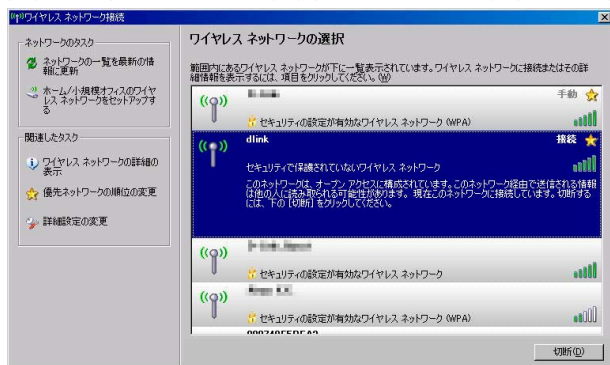 ワイヤレス ネットワーク接続
ネットワークのタスク
ネットワークの一覧を最新の情
報に更新
ホーム/小規模オフィスのワイヤ
レス ネットワークをセットアップす
る
関連したタスク
ワイヤレス ネットワークの詳細の
表示
優先ネットワークの順位の変更
詳細設定の変更
ワイヤレス ネットワークの選択
範囲内にあるワイヤレス ネットワークが下に一覧表示されています。ワイヤレス ネットワークに接続またはその詳
細情報を表示するには、項目をクリックしてください。(W)
手動
セキュリティの設定が有効なワイヤレス ネットワーク (WPA)
dlink
接続
セキュリティで保護されていないワイヤレス ネットワーク
このネットワークは、オープン アクセスに構成されています。このネットワーク経由で送信される情報
は他の人に読み取られる可能性があります。 現在このネットワークに接続しています。切断する
には、下の [切断] をクリックしてください。
セキュリティの設定が有効なワイヤレス ネットワーク
セキュリティの設定が有効なワイヤレス ネットワーク (WPA)
切断(D)